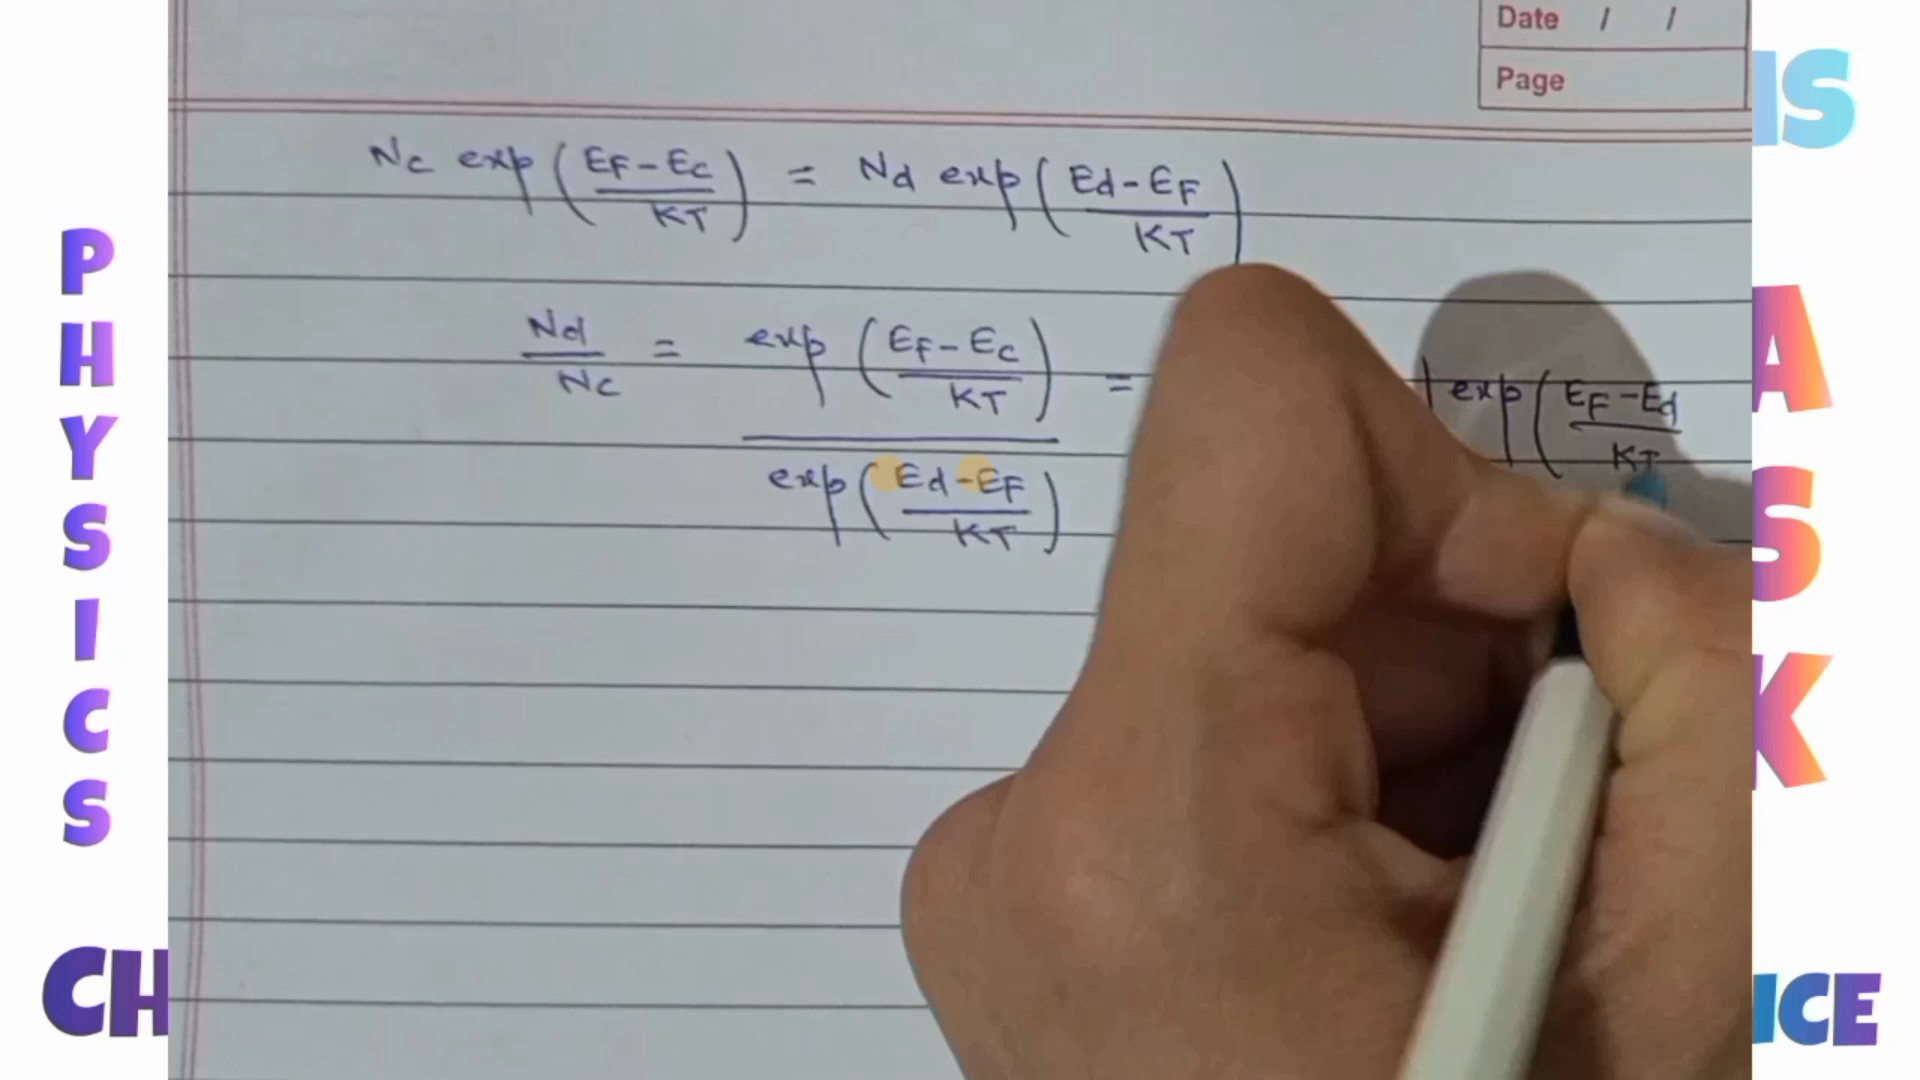 Date / /
Page
Nc exp(EF-Ec/KT) = Nd exp(Ed-EF/KT)
Nd/Nc = exp(EF-Ec/KT)/exp(Ed-EF/KT) = exp(EF-Ed/KT
PHYSICS
CH
ICE
ASK